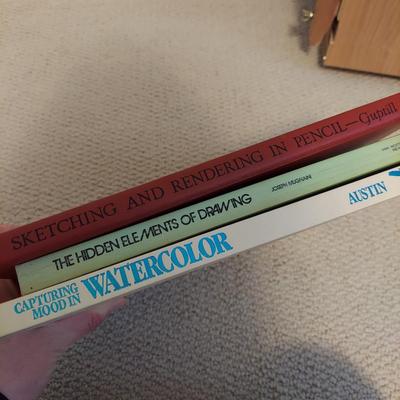 SKETCHING AND RENDERING IN PENCIL—Guptill
THE HIDDEN ELEMENTS OF DRAWING JOSEPH MUGNAINI
CAPTURING
MOOD IN
WATERCOLOR
AUSTIN